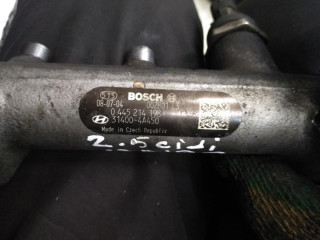 BOSCH
08-07-04
0 445 214 198
31400-4A450
Made in Czech Republic
2.5 crdi